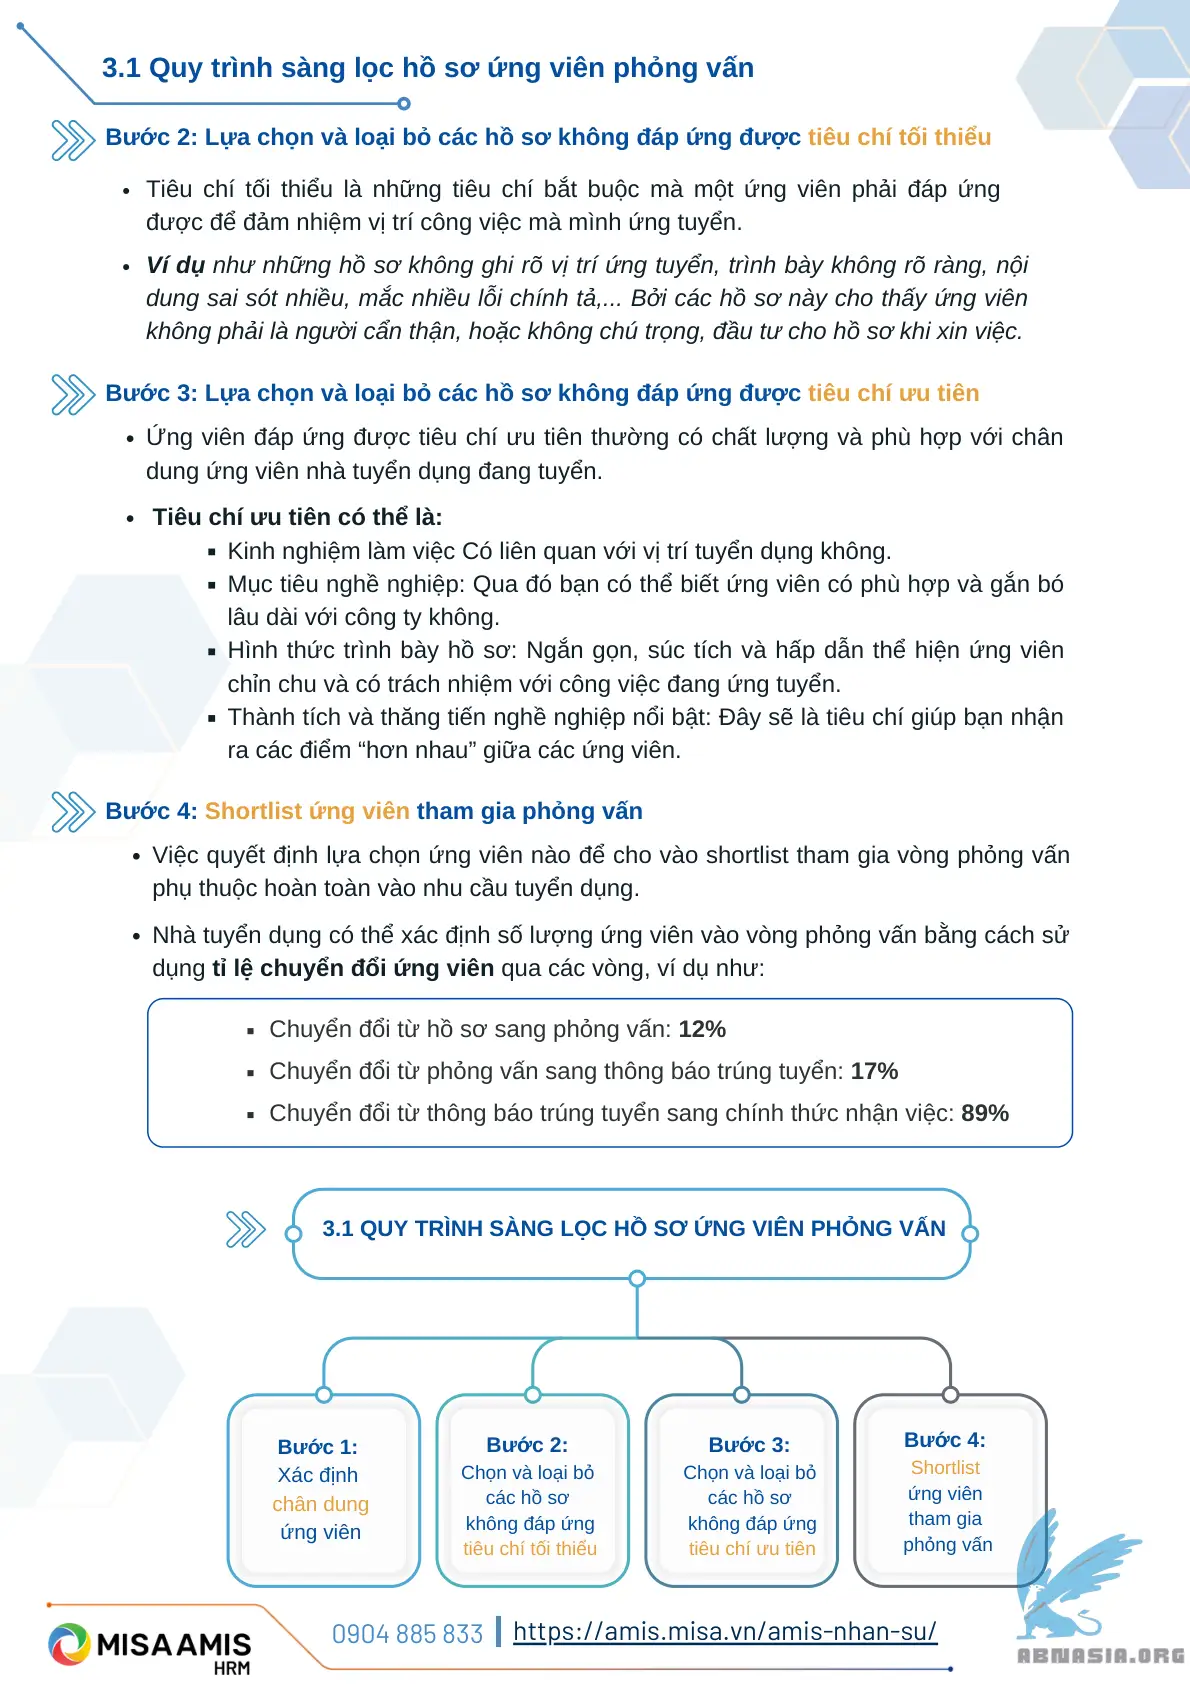 3.1 Quy trình sàng lọc hồ sơ ứng viên phỏng vấn
Bước 2: Lựa chọn và loại bỏ các hồ sơ không đáp ứng được tiêu chí tối thiểu
• Tiêu chí tối thiểu là những tiêu chí bắt buộc mà một ứng viên phải đáp ứng
được để đảm nhiệm vị trí công việc mà mình ứng tuyển.
• Ví dụ như những hồ sơ không ghi rõ vị trí ứng tuyển, trình bày không rõ ràng, nội
dung sai sót nhiều, mắc nhiều lỗi chính tả,... Bởi các hồ sơ này cho thấy ứng viên
không phải là người cẩn thận, hoặc không chú trọng, đầu tư cho hồ sơ khi xin việc.
Bước 3: Lựa chọn và loại bỏ các hồ sơ không đáp ứng được tiêu chí ưu tiên
• Ứng viên đáp ứng được tiêu chí ưu tiên thường có chất lượng và phù hợp với chân
dung ứng viên nhà tuyển dụng đang tuyển.
• Tiêu chí ưu tiên có thể là:
▪ Kinh nghiệm làm việc Có liên quan với vị trí tuyển dụng không.
▪ Mục tiêu nghề nghiệp: Qua đó bạn có thể biết ứng viên có phù hợp và gắn bó
lâu dài với công ty không.
▪ Hình thức trình bày hồ sơ: Ngắn gọn, súc tích và hấp dẫn thể hiện ứng viên
chỉn chu và có trách nhiệm với công việc đang ứng tuyển.
▪ Thành tích và thăng tiến nghề nghiệp nổi bật: Đây sẽ là tiêu chí giúp bạn nhận
ra các điểm “hơn nhau” giữa các ứng viên.
Bước 4: Shortlist ứng viên tham gia phỏng vấn
• Việc quyết định lựa chọn ứng viên nào để cho vào shortlist tham gia vòng phỏng vấn
phụ thuộc hoàn toàn vào nhu cầu tuyển dụng.
• Nhà tuyển dụng có thể xác định số lượng ứng viên vào vòng phỏng vấn bằng cách sử
dụng tỉ lệ chuyển đổi ứng viên qua các vòng, ví dụ như:
▪ Chuyển đổi từ hồ sơ sang phỏng vấn: 12%
▪ Chuyển đổi từ phỏng vấn sang thông báo trúng tuyển: 17%
▪ Chuyển đổi từ thông báo trúng tuyển sang chính thức nhận việc: 89%
3.1 QUY TRÌNH SÀNG LỌC HỒ SƠ ỨNG VIÊN PHỎNG VẤN
Bước 1:
Xác định
chân dung
ứng viên
Bước 2:
Chọn và loại bỏ
các hồ sơ
không đáp ứng
tiêu chí tối thiểu
Bước 3:
Chọn và loại bỏ
các hồ sơ
không đáp ứng
tiêu chí ưu tiên
Bước 4:
Shortlist
ứng viên
tham gia
phỏng vấn
MISA AMIS
HRM
0904 885 833 | https://amis.misa.vn/amis-nhan-su/
ABNASIA.ORG